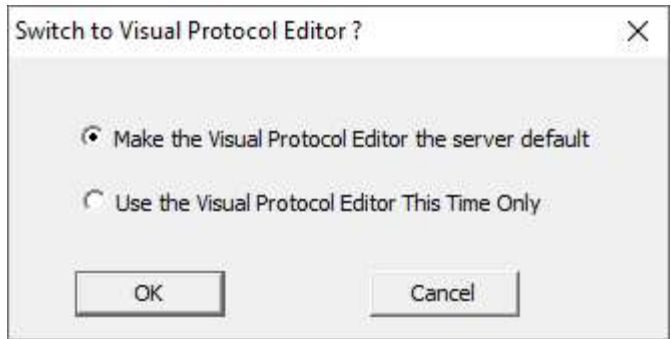 Switch to Visual Protocol Editor ?
Make the Visual Protocol Editor the server default
Use the Visual Protocol Editor This Time Only
OK Cancel